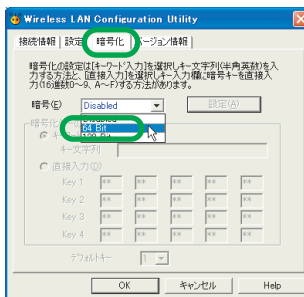 Wireless LAN Configuration Utility
接続情報 設定 暗号化 バージョン情報
暗号化の設定は[キーワード入力]を選択しキー文字列(半角英数)を入
力する方法と、[直接入力]を選択しキー入力欄に暗号キーを直接入
力(16進数0~9、A~F)する方法があります。
暗号(E) Disabled 設定(A)
Disabled
64 Bit
128 Bit
キー文字列
直接入力(D)
Key 1 ** ** ** ** **
Key 2 ** ** ** ** **
Key 3 ** ** ** ** **
Key 4 ** ** ** ** **
デフォルトキー 1
OK キャンセル Help